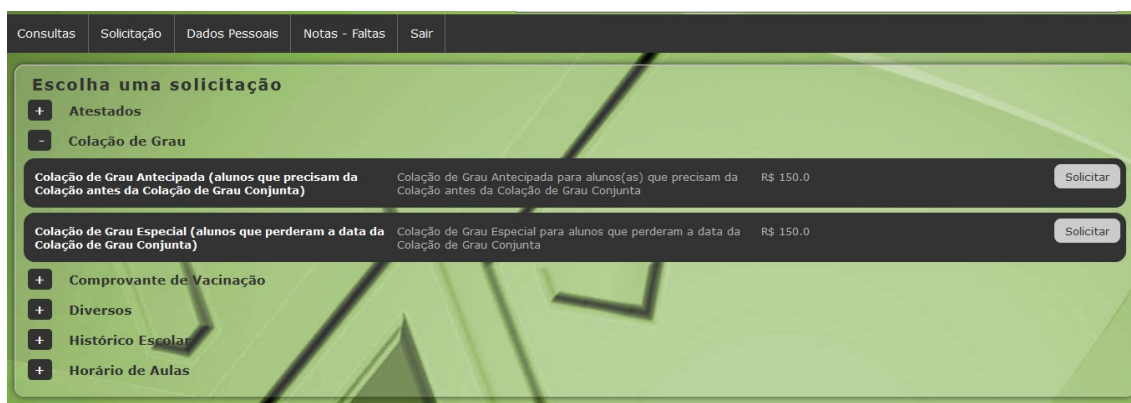 Consultas Solicitação Dados Pessoais Notas - Faltas Sair
Escolha uma solicitação
+ Atestados
- Colação de Grau
Colação de Grau Antecipada (alunos que precisam da
Colação antes da Colação de Grau Conjunta)
Colação de Grau Antecipada para alunos(as) que precisam da
Colação antes da Colação de Grau Conjunta
R$ 150.0
Solicitar
Colação de Grau Especial (alunos que perderam a data da
Colação de Grau Conjunta)
Colação de Grau Especial para alunos que perderam a data da
Colação de Grau Conjunta
R$ 150.0
Solicitar
+ Comprovante de Vacinação
+ Diversos
+ Histórico Escolar
+ Horário de Aulas